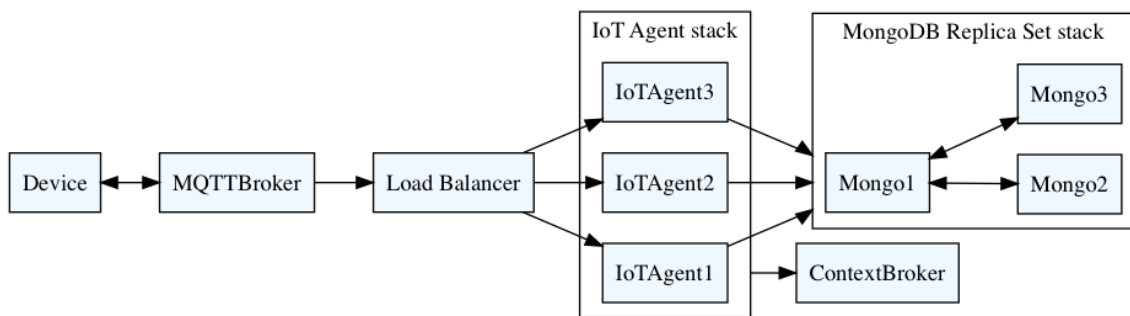 IoT Agent stack
MongoDB Replica Set stack
IoTAgent3
Mongo3
Device
MQTTBroker
Load Balancer
IoTAgent2
Mongo1
Mongo2
IoTAgent1
ContextBroker